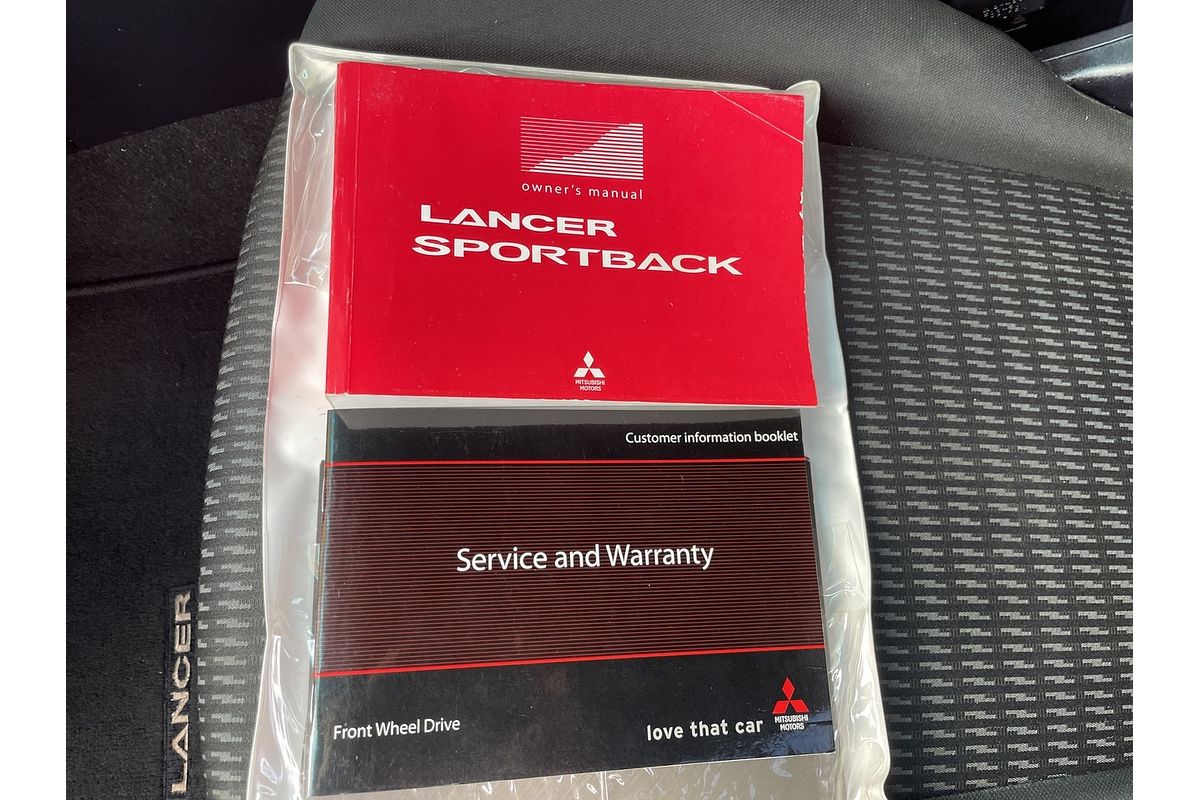 owner's manual
LANCER
SPORTBACK
MITSUBISHI
MOTORS
Customer information booklet
Service and Warranty
Front Wheel Drive
love that car
MITSUBISHI
MOTORS
LANCER